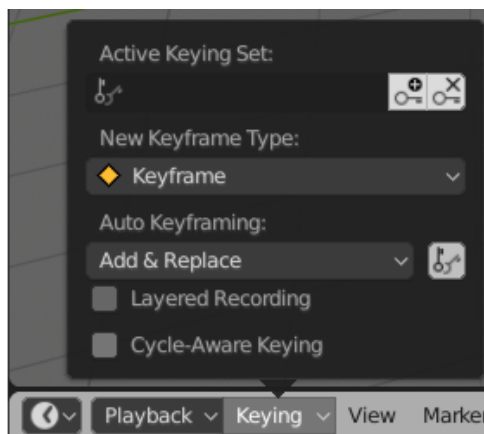 Active Keying Set:
New Keyframe Type:
Keyframe
Auto Keyframing:
Add & Replace
Layered Recording
Cycle-Aware Keying
Playback Keying View Marke